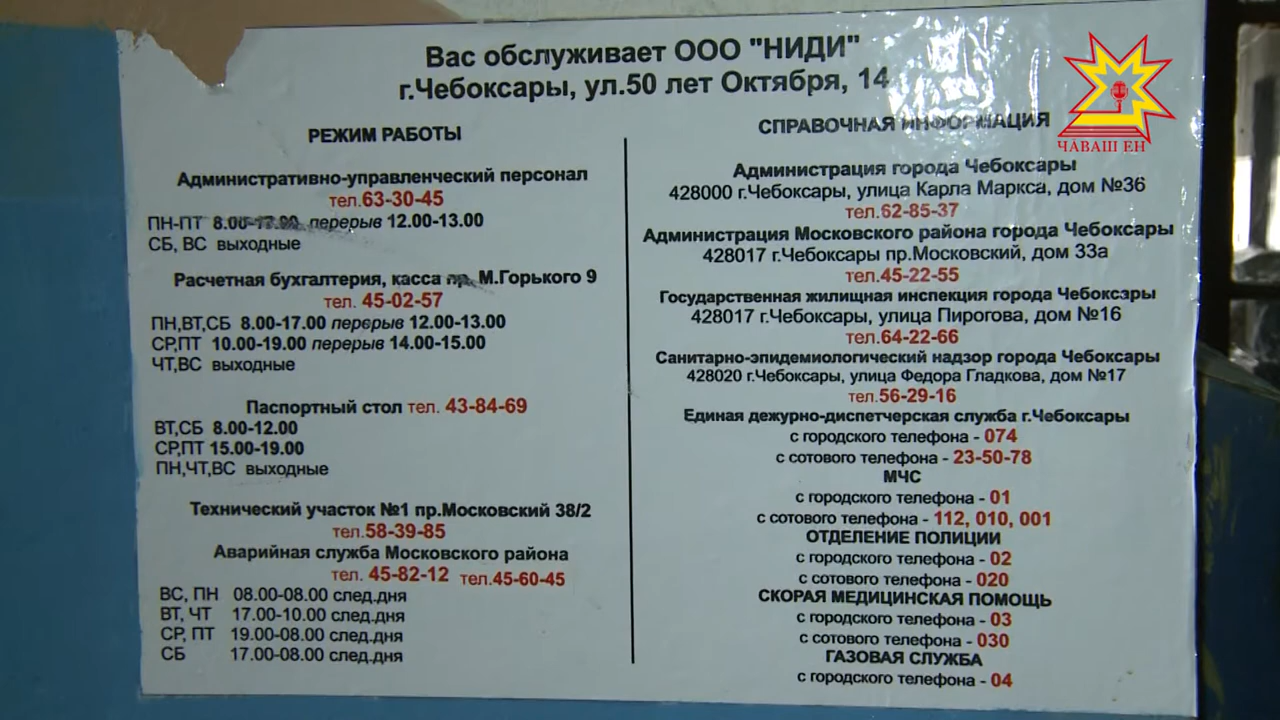 Вас обслуживает ООО "НИДИ"
г.Чебоксары, ул.50 лет Октября, 14
РЕЖИМ РАБОТЫ
Административно-управленческий персонал
тел.63-30-45
ПН-ПТ 8.00-17.00 перерыв 12.00-13.00
СБ, ВС выходные
Расчетная бухгалтерия, касса пр. М.Горького 9
тел. 45-02-57
ПН,ВТ,СБ 8.00-17.00 перерыв 12.00-13.00
СР,ПТ 10.00-19.00 перерыв 14.00-15.00
ЧТ,ВС выходные
Паспортный стол тел. 43-84-69
ВТ,СБ 8.00-12.00
СР,ПТ 15.00-19.00
ПН,ЧТ,ВС выходные
Технический участок №1 пр.Московский 38/2
тел.58-39-85
Аварийная служба Московского района
тел. 45-82-12 тел.45-60-45
ВС, ПН 08.00-08.00 след.дня
ВТ, ЧТ 17.00-10.00 след.дня
СР, ПТ 19.00-08.00 след.дня
СБ 17.00-08.00 след.дня
СПРАВОЧНАЯ ИНФОРМАЦИЯ
Администрация города Чебоксары
428000 г.Чебоксары, улица Карла Маркса, дом №36
тел.62-85-37
Администрация Московского района города Чебоксары
428017 г.Чебоксары пр.Московский, дом 33а
тел.45-22-55
Государственная жилищная инспекция города Чебоксары
428017 г.Чебоксары, улица Пирогова, дом №16
тел.64-22-66
Санитарно-эпидемиологический надзор города Чебоксары
428020 г.Чебоксары, улица Федора Гладкова, дом №17
тел.56-29-16
Единая дежурно-диспетчерская служба г.Чебоксары
с городского телефона - 074
с сотового телефона - 23-50-78
МЧС
с городского телефона - 01
с сотового телефона - 112, 010, 001
ОТДЕЛЕНИЕ ПОЛИЦИИ
с городского телефона - 02
с сотового телефона - 020
СКОРАЯ МЕДИЦИНСКАЯ ПОМОЩЬ
с городского телефона - 03
с сотового телефона - 030
ГАЗОВАЯ СЛУЖБА
с городского телефона - 04
ЧӐВАШ ЕН